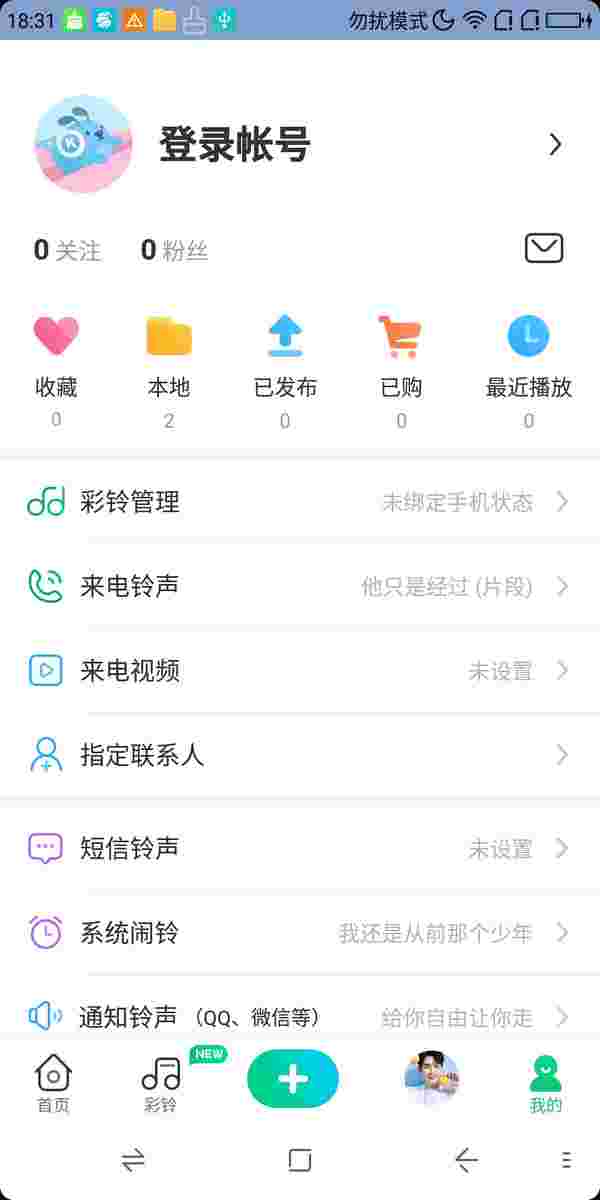 18:31 勿扰模式
登录帐号
0 关注 0 粉丝
收藏 本地 已发布 已购 最近播放
0 2 0 0 0
彩铃管理 未绑定手机状态
来电铃声 他只是经过 (片段)
来电视频 未设置
指定联系人
短信铃声 未设置
系统闹铃 我还是从前那个少年
通知铃声 （QQ、微信等） 给你自由让你走
NEW
首页 彩铃 我的